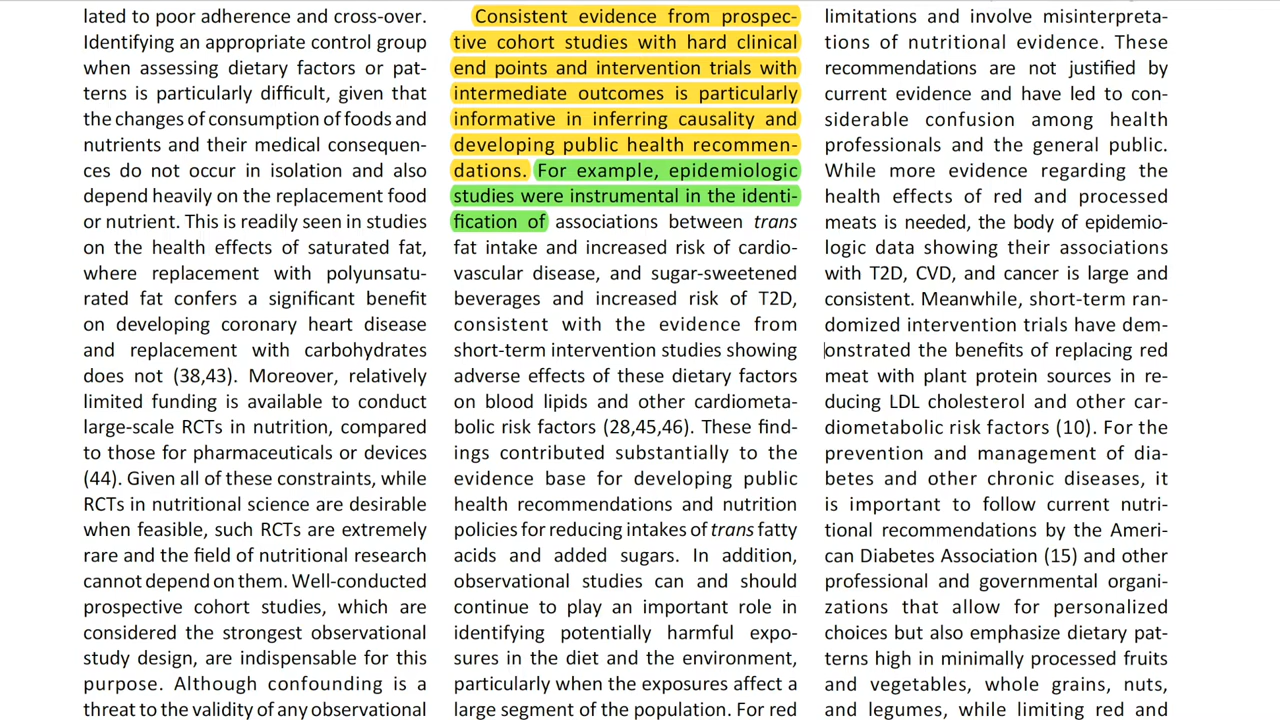 lated to poor adherence and cross-over.
Identifying an appropriate control group
when assessing dietary factors or pat-
terns is particularly difficult, given that
the changes of consumption of foods and
nutrients and their medical consequen-
ces do not occur in isolation and also
depend heavily on the replacement food
or nutrient. This is readily seen in studies
on the health effects of saturated fat,
where replacement with polyunsatu-
rated fat confers a significant benefit
on developing coronary heart disease
and replacement with carbohydrates
does not (38,43). Moreover, relatively
limited funding is available to conduct
large-scale RCTs in nutrition, compared
to those for pharmaceuticals or devices
(44). Given all of these constraints, while
RCTs in nutritional science are desirable
when feasible, such RCTs are extremely
rare and the field of nutritional research
cannot depend on them. Well-conducted
prospective cohort studies, which are
considered the strongest observational
study design, are indispensable for this
purpose. Although confounding is a
threat to the validity of any observational
Consistent evidence from prospec-
tive cohort studies with hard clinical
end points and intervention trials with
intermediate outcomes is particularly
informative in inferring causality and
developing public health recommen-
dations. For example, epidemiologic
studies were instrumental in the identi-
fication of associations between trans
fat intake and increased risk of cardio-
vascular disease, and sugar-sweetened
beverages and increased risk of T2D,
consistent with the evidence from
short-term intervention studies showing
adverse effects of these dietary factors
on blood lipids and other cardiometa-
bolic risk factors (28,45,46). These find-
ings contributed substantially to the
evidence base for developing public
health recommendations and nutrition
policies for reducing intakes of trans fatty
acids and added sugars. In addition,
observational studies can and should
continue to play an important role in
identifying potentially harmful expo-
sures in the diet and the environment,
particularly when the exposures affect a
large segment of the population. For red
limitations and involve misinterpreta-
tions of nutritional evidence. These
recommendations are not justified by
current evidence and have led to con-
siderable confusion among health
professionals and the general public.
While more evidence regarding the
health effects of red and processed
meats is needed, the body of epidemio-
logic data showing their associations
with T2D, CVD, and cancer is large and
consistent. Meanwhile, short-term ran-
domized intervention trials have dem-
onstrated the benefits of replacing red
meat with plant protein sources in re-
ducing LDL cholesterol and other car-
diometabolic risk factors (10). For the
prevention and management of dia-
betes and other chronic diseases, it
is important to follow current nutri-
tional recommendations by the Ameri-
can Diabetes Association (15) and other
professional and governmental organi-
zations that allow for personalized
choices but also emphasize dietary pat-
terns high in minimally processed fruits
and vegetables, whole grains, nuts,
and legumes, while limiting red and